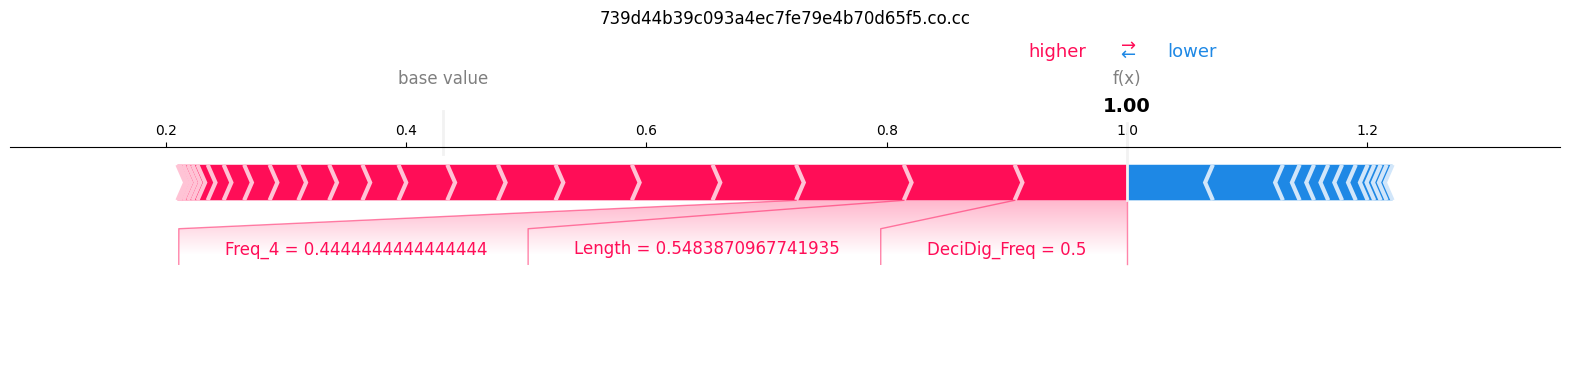 739d44b39c093a4ec7fe79e4b70d65f5.co.cc
higher ⇄ lower
base value f(x)
1.00
0.2 0.4 0.6 0.8 1.0 1.2
Freq_4 = 0.4444444444444444 Length = 0.5483870967741935 DeciDig_Freq = 0.5